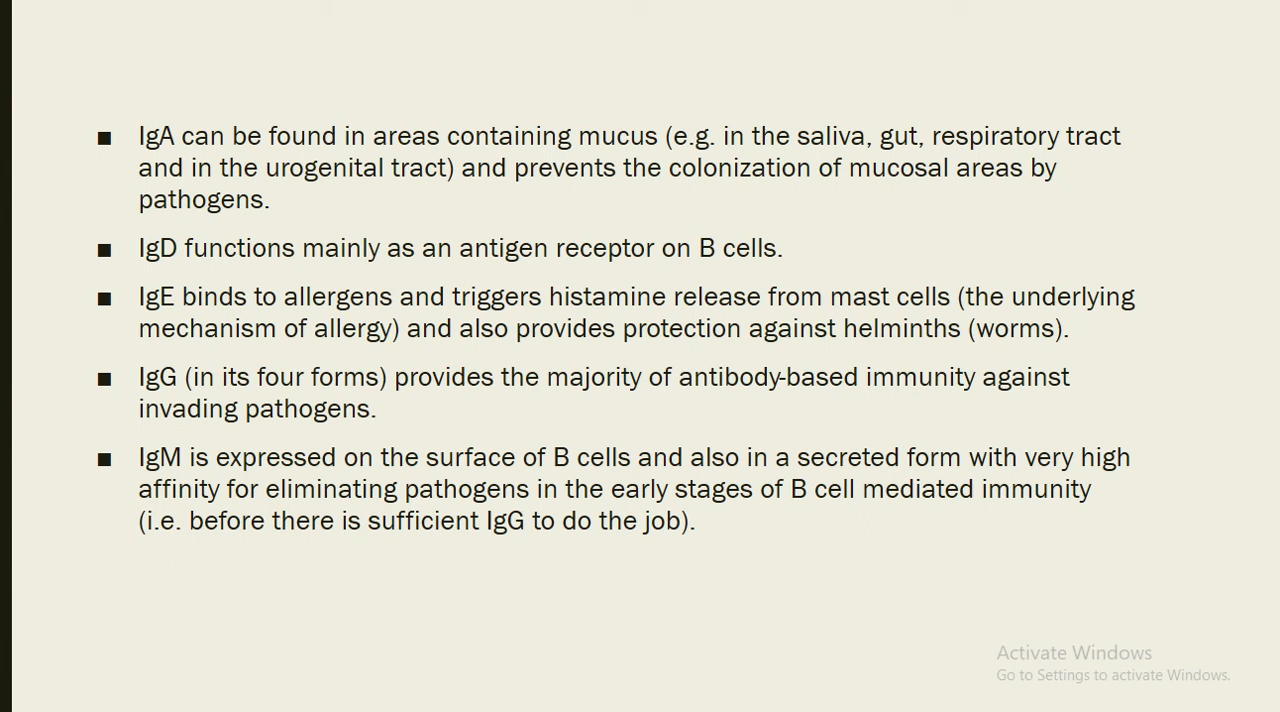 ■ IgA can be found in areas containing mucus (e.g. in the saliva, gut, respiratory tract
and in the urogenital tract) and prevents the colonization of mucosal areas by
pathogens.
■ IgD functions mainly as an antigen receptor on B cells.
■ IgE binds to allergens and triggers histamine release from mast cells (the underlying
mechanism of allergy) and also provides protection against helminths (worms).
■ IgG (in its four forms) provides the majority of antibody-based immunity against
invading pathogens.
■ IgM is expressed on the surface of B cells and also in a secreted form with very high
affinity for eliminating pathogens in the early stages of B cell mediated immunity
(i.e. before there is sufficient IgG to do the job).
Activate Windows
Go to Settings to activate Windows.